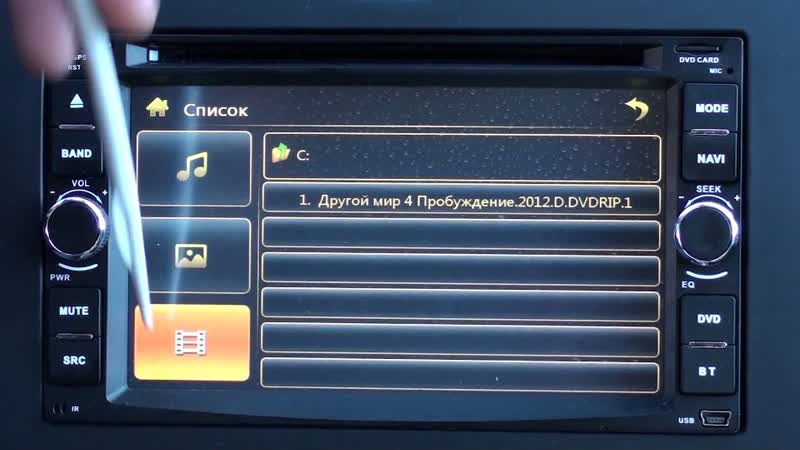 GPS
RST
BAND
VOL
- +
PWR
MUTE
SRC
IR
Список
C:
1. Другой мир 4 Пробуждение.2012.D.DVDRIP.1
DVD CARD
MIC
MODE
NAVI
SEEK
- +
EQ
DVD
BT
USB